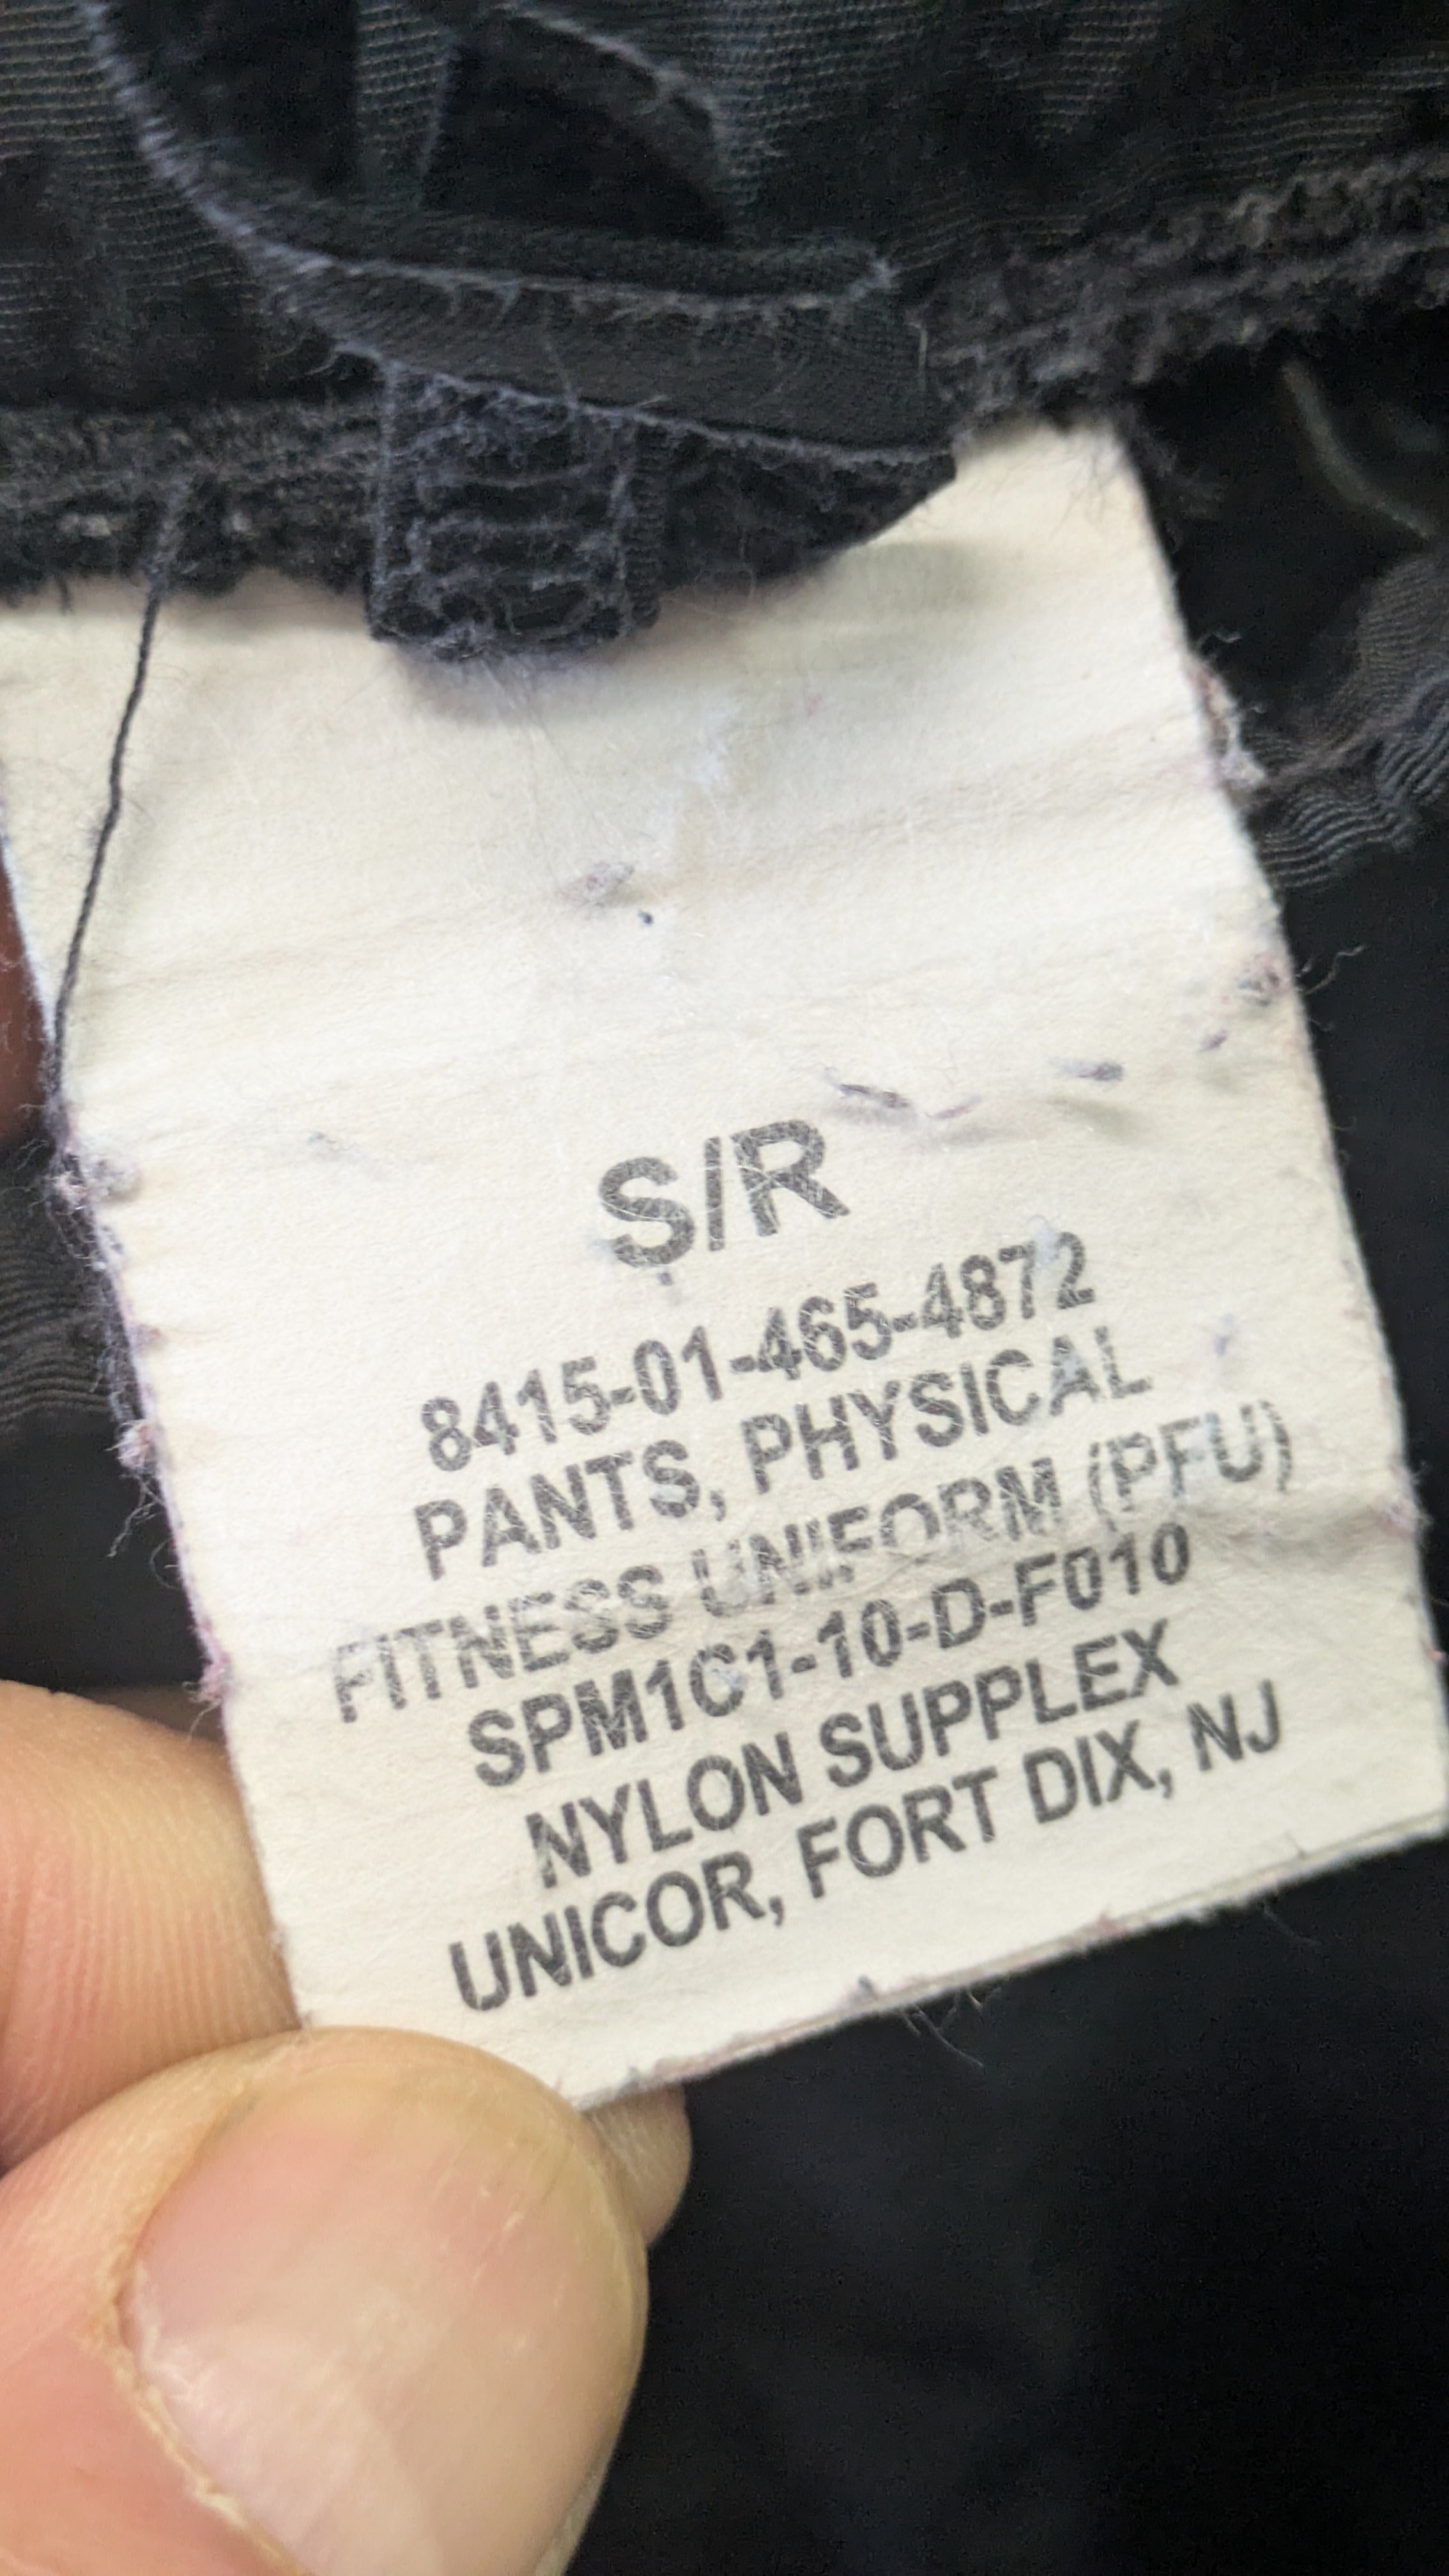 S/R
8415-01-465-4872
PANTS, PHYSICAL
FITNESS UNIFORM (PFU)
SPM1C1-10-D-F010
NYLON SUPPLEX
UNICOR, FORT DIX, NJ